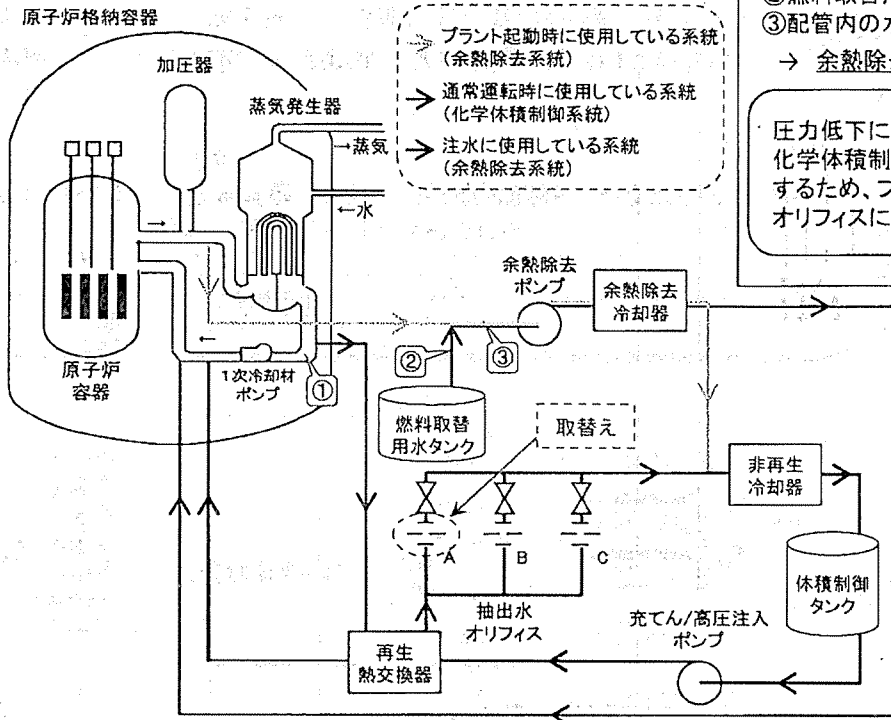 原子炉格納容器
加圧器
蒸気発生器
→蒸気
←水
プラント起動時に使用している系統
(余熱除去系統)
通常運転時に使用している系統
(化学体積制御系統)
注水に使用している系統
(余熱除去系統)
③配管内の
→ 余熱除
圧力低下に
化学体積制
するため、
オリフィスに
余熱除去
ポンプ
余熱除去
冷却器
原子炉
容器
1次冷却材
ポンプ
①
②
③
燃料取替
用水タンク
取替え
非再生
冷却器
A
B
C
抽出水
オリフィス
体積制御
タンク
充てん/高圧注入
ポンプ
再生
熱交換器